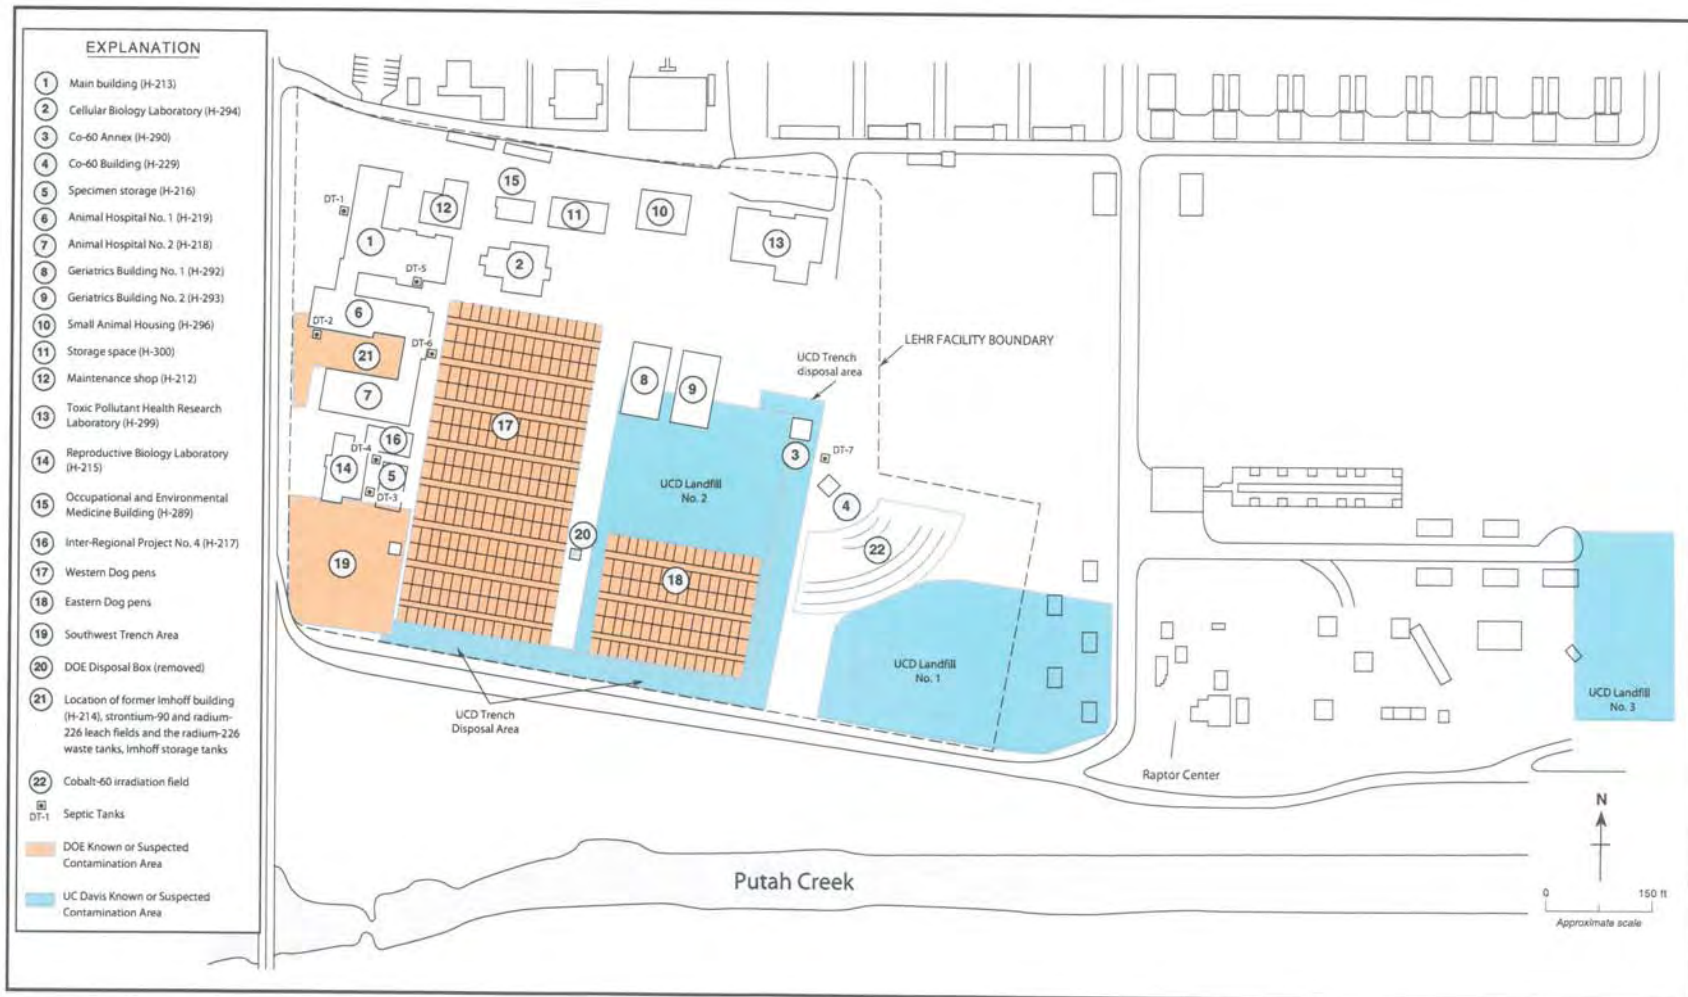 EXPLANATION
1 Main building (H-213)
2 Cellular Biology Laboratory (H-294)
3 Co-60 Annex (H-290)
4 Co-60 Building (H-229)
5 Specimen storage (H-216)
6 Animal Hospital No. 1 (H-219)
7 Animal Hospital No. 2 (H-218)
8 Geriatrics Building No. 1 (H-292)
9 Geriatrics Building No. 2 (H-293)
10 Small Animal Housing (H-296)
11 Storage space (H-300)
12 Maintenance shop (H-212)
13 Toxic Pollutant Health Research
Laboratory (H-299)
14 Reproductive Biology Laboratory
(H-215)
15 Occupational and Environmental
Medicine Building (H-289)
16 Inter-Regional Project No. 4 (H-217)
17 Western Dog pens
18 Eastern Dog pens
19 Southwest Trench Area
20 DOE Disposal Box (removed)
21 Location of former Imhoff building
(H-214), strontium-90 and radium-
226 leach fields and the radium-226
waste tanks, Imhoff storage tanks
22 Cobalt-60 irradiation field
DT-1 Septic Tanks
DOE Known or Suspected
Contamination Area
UC Davis Known or Suspected
Contamination Area
15
DT-1
12
11
10
1
13
2
DT-5
6
DT-2
DT-6
21
LEHR FACILITY BOUNDARY
UCD Trench
disposal area
8
9
7
17
16
DT-4
3
DT-7
14
5
UCD Landfill
No. 2
DT-3
4
20
22
19
18
UCD Landfill
No. 1
UCD Landfill
No. 3
UCD Trench
Disposal Area
Raptor Center
Putah Creek
N
0 150 ft
Approximate scale